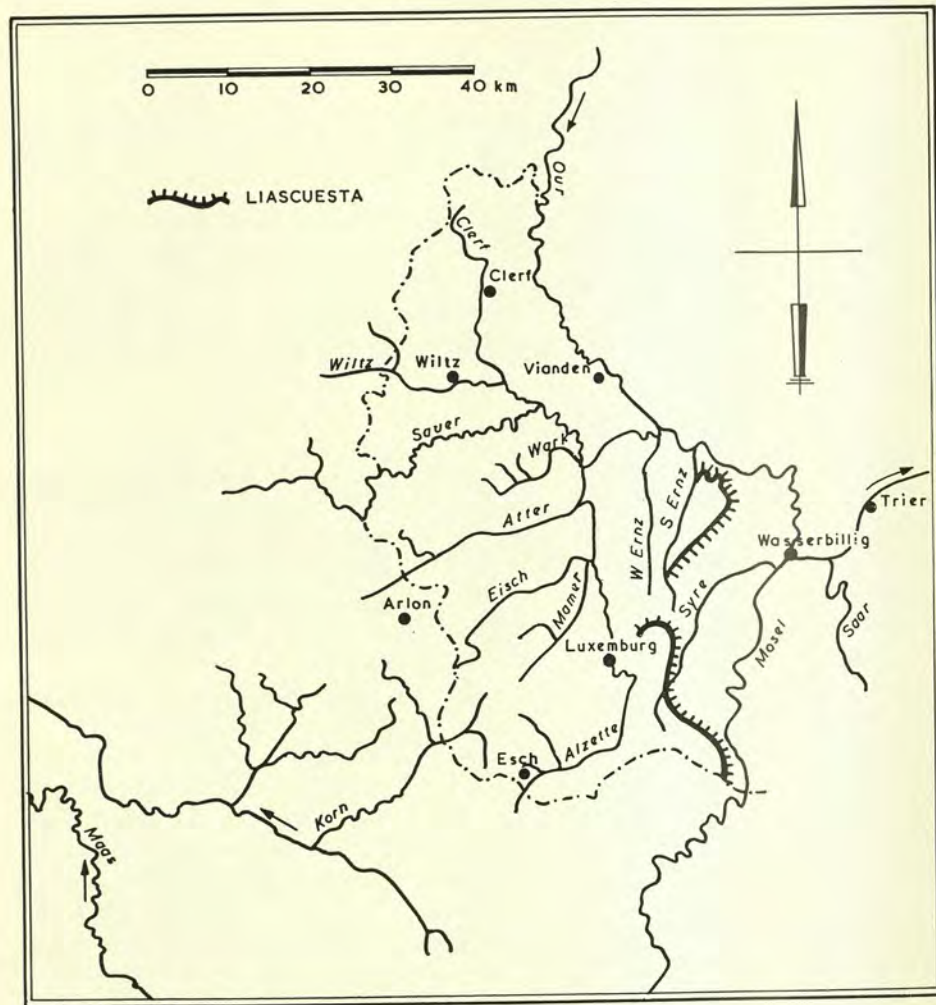 0 10 20 30 40 km
LIASCUESTA
Our
Clerf
Clerf
Wiltz
Wiltz
Vianden
Sauer
Wark
Atter
W Ernz
S Ernz
Trier
Wasserbillig
Eisch
Mamer
Arlon
Syre
Mosel
Saar
Luxemburg
Alzette
Esch
Korn
Maas